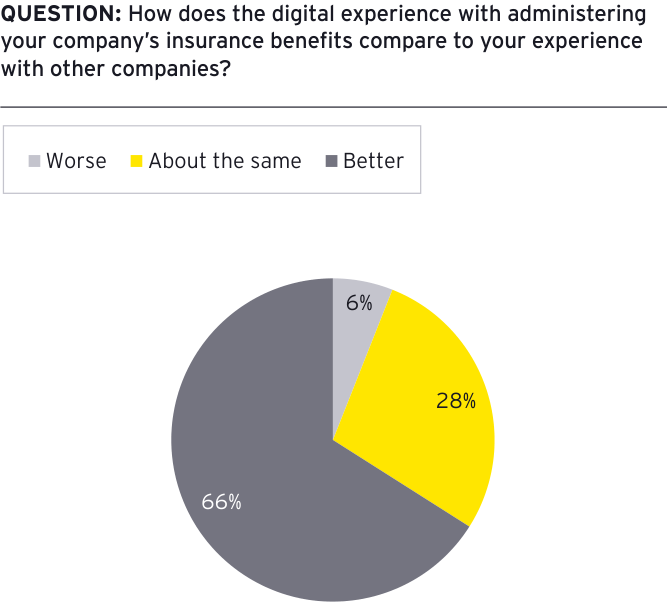 QUESTION: How does the digital experience with administering
your company’s insurance benefits compare to your experience
with other companies?
Worse About the same Better
6%
28%
66%